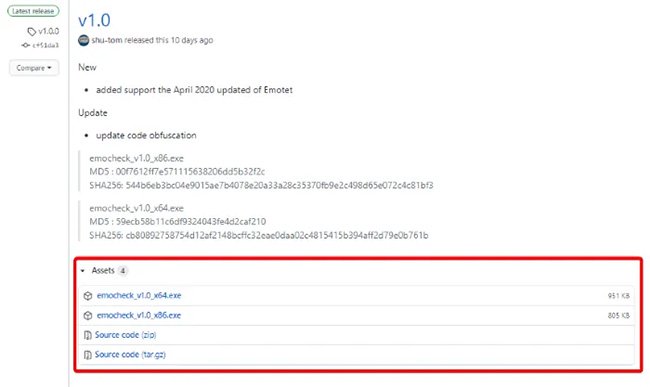 Latest release
v1.0.0
cf51da3
Compare
v1.0
shu-tom released this 10 days ago
New
added support the April 2020 updated of Emotet
Update
update code obfuscation
emocheck_v1.0_x86.exe
MD5 : 00f7612ff7e571115638206dd5b32f2c
SHA256: 544b6eb3bc04e9015ae7b4078e20a33a28c35370fb9e2c498d65e072c4c81bf3
emocheck_v1.0_x64.exe
MD5 : 59ecb58b11c6df9324043fe4d2caf210
SHA256: cb80892758754d12af2148bcffc32eae0daa02c4815415b394aff2d79e0b761b
Assets 4
emocheck_v1.0_x64.exe
951 KB
emocheck_v1.0_x86.exe
805 KB
Source code (zip)
Source code (tar.gz)